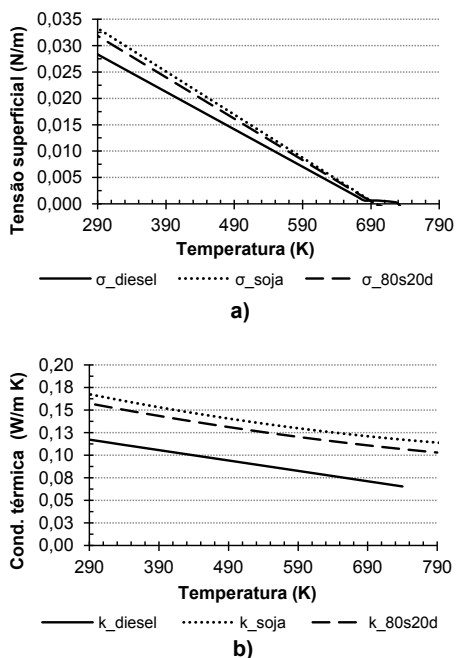 Tensão superficial (N/m)
0,035
0,030
0,025
0,020
0,015
0,010
0,005
0,000
290 390 490 590 690 790
Temperatura (K)
σ_diesel σ_soja σ_80s20d
a)
Cond. térmica (W/m K)
0,20
0,18
0,15
0,13
0,10
0,08
0,05
0,03
0,00
290 390 490 590 690 790
Temperatura (K)
k_diesel k_soja k_80s20d
b)